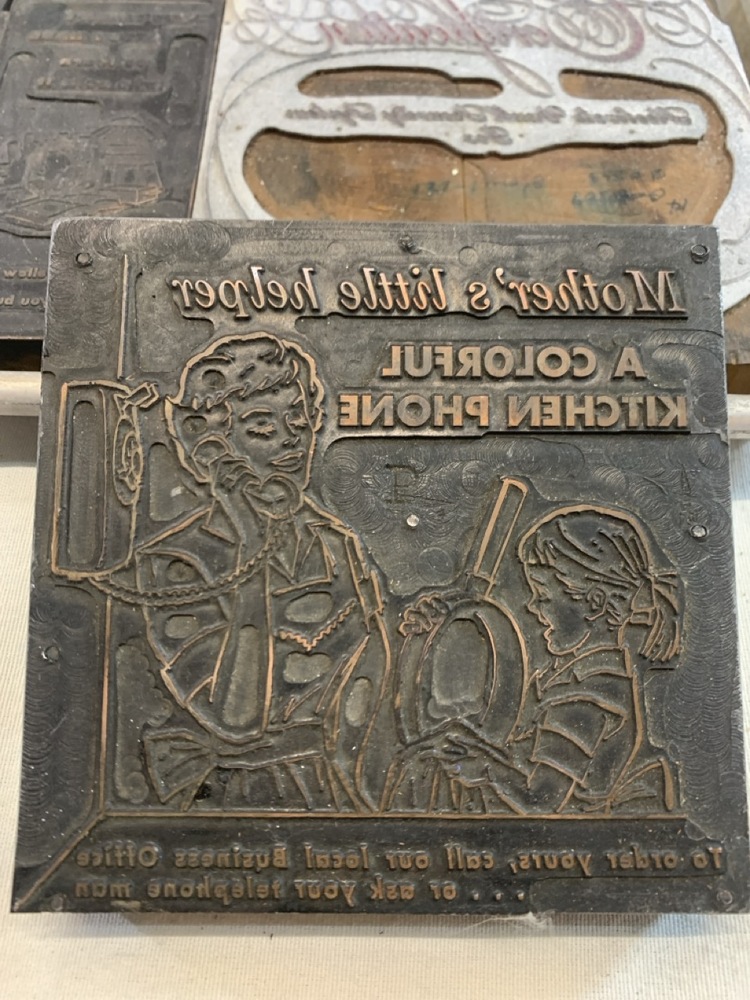 Certification
Mother's little helper
A COLORFUL
KITCHEN PHONE
To order yours, call our local Business Office
. . . or ask your telephone man